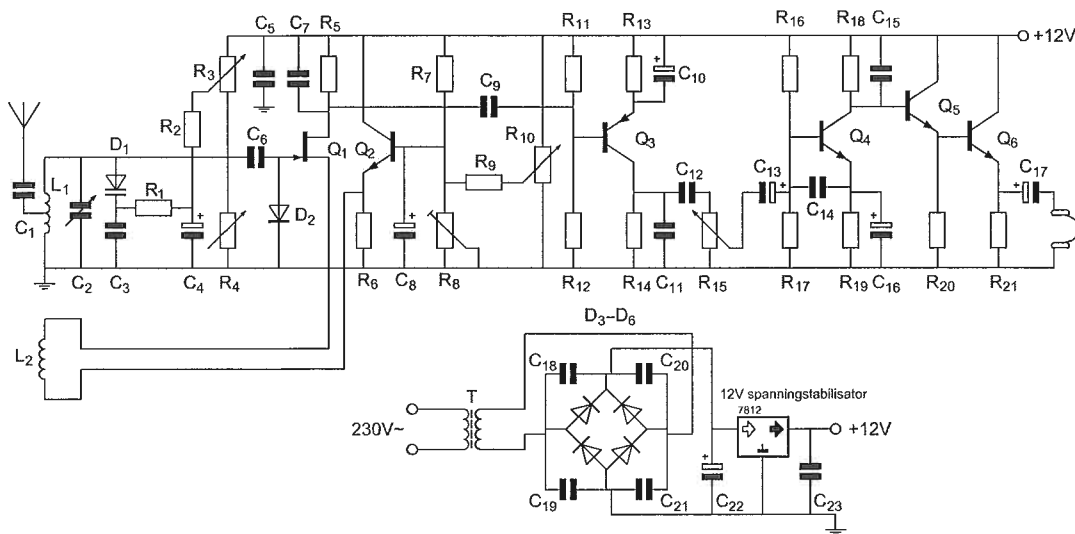 R11 R13 R16 R18 C15
C5 C7 R5 +12V
R3 R7 C9 + C10
R2 R10 Q5
C6 Q1 Q2 Q3 Q4 Q6
D1 R9 C12 C13 C17
L1 R1 + D2 + + C14 + +
C1
C2 C3 C4 R4 R6 C8 R8 R12 R14 C11 R15 R17 R19 C16 R20 R21
D3–D6
L2 C18 C20
12V spanningstabilisator
T 7812
230V~ +12V
+
C19 C21 C22 C23